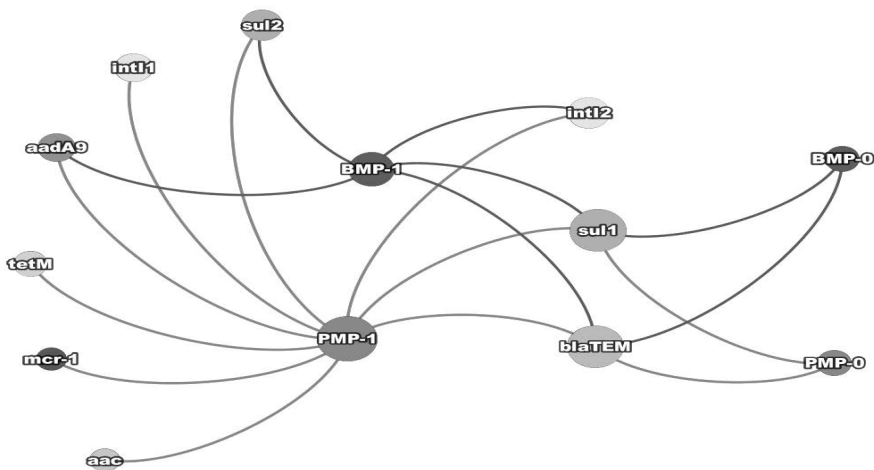 sul2
intI1
intI2
aadA9
BMP-1
BMP-0
sul1
tetM
PMP-1
blaTEM
mcr-1
PMP-0
aac